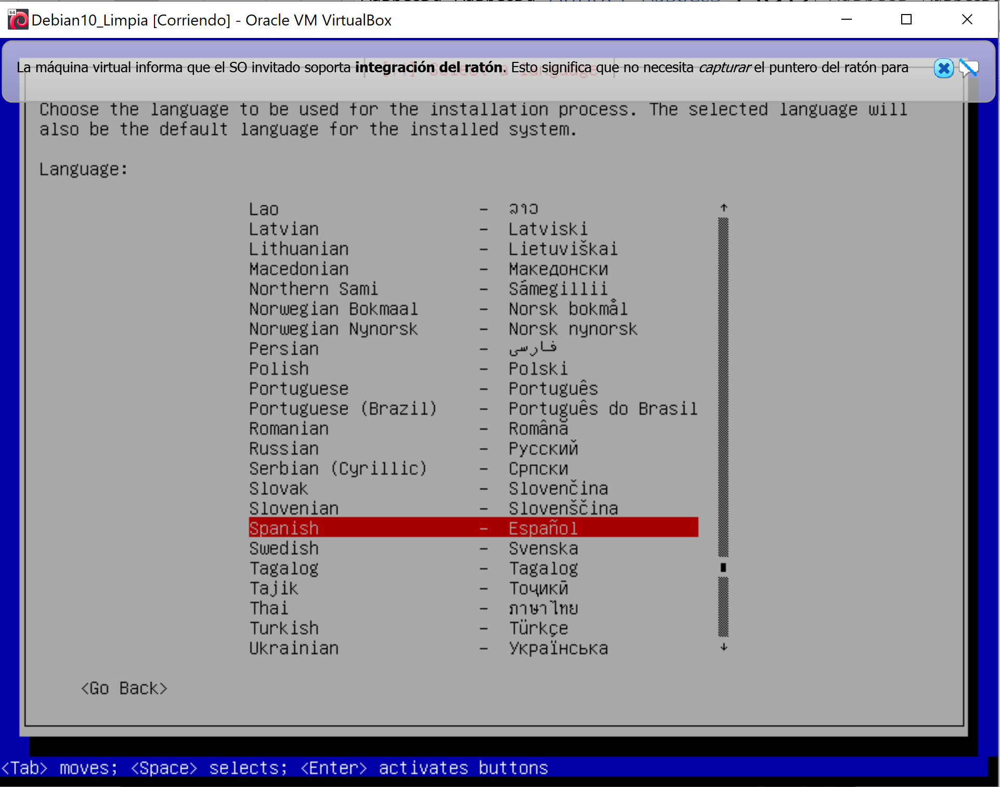 Debian10_Limpia [Corriendo] - Oracle VM VirtualBox
La máquina virtual informa que el SO invitado soporta integración del ratón. Esto significa que no necesita capturar el puntero del ratón para
[!!] Select a language
Choose the language to be used for the installation process. The selected language will
also be the default language for the installed system.
Language:
Lao - ລາວ
Latvian - Latviski
Lithuanian - Lietuviškai
Macedonian - Македонски
Northern Sami - Sámegillii
Norwegian Bokmaal - Norsk bokmål
Norwegian Nynorsk - Norsk nynorsk
Persian - فارسی
Polish - Polski
Portuguese - Português
Portuguese (Brazil) - Português do Brasil
Romanian - Română
Russian - Русский
Serbian (Cyrillic) - Српски
Slovak - Slovenčina
Slovenian - Slovenščina
Spanish - Español
Swedish - Svenska
Tagalog - Tagalog
Tajik - Тоҷикӣ
Thai - ภาษาไทย
Turkish - Türkçe
Ukrainian - Українська
<Go Back>
<Tab> moves; <Space> selects; <Enter> activates buttons